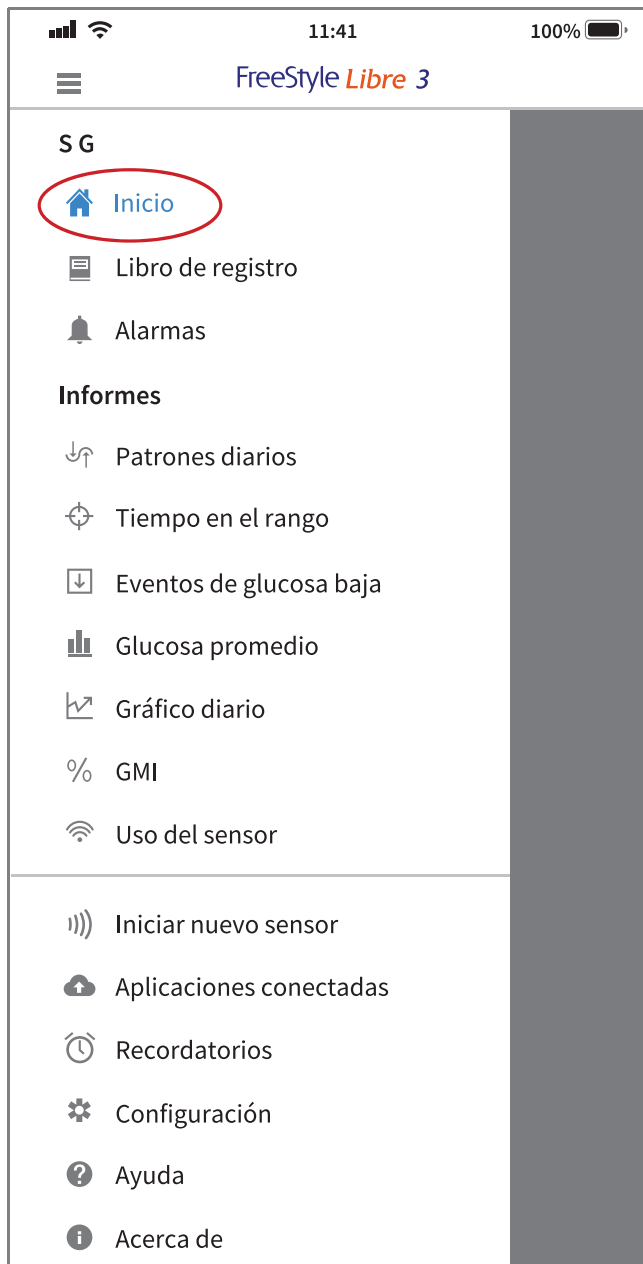 11:41
100%
FreeStyle Libre 3
S G
Inicio
Libro de registro
Alarmas
Informes
Patrones diarios
Tiempo en el rango
Eventos de glucosa baja
Glucosa promedio
Gráfico diario
% GMI
Uso del sensor
Iniciar nuevo sensor
Aplicaciones conectadas
Recordatorios
Configuración
Ayuda
Acerca de